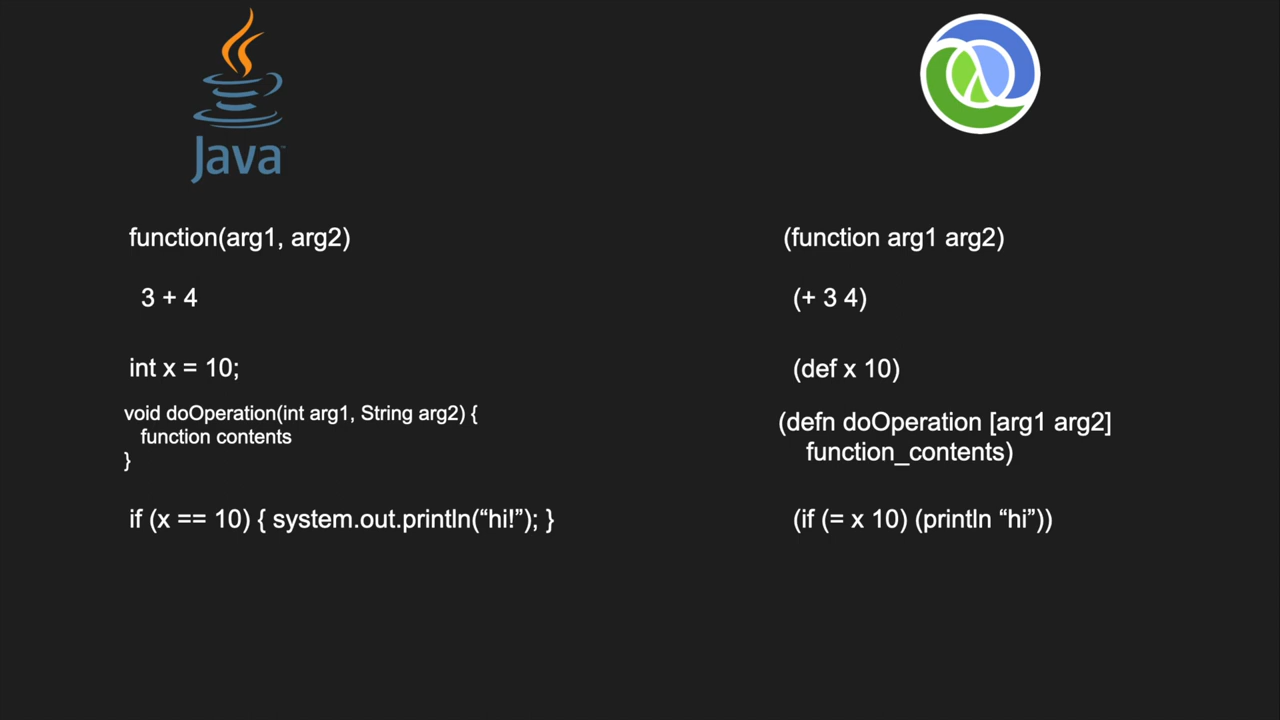 Java™
function(arg1, arg2)
(function arg1 arg2)
3 + 4
(+ 3 4)
int x = 10;
(def x 10)
void doOperation(int arg1, String arg2) {
function contents
}
(defn doOperation [arg1 arg2]
function_contents)
if (x == 10) { system.out.println(“hi!”); }
(if (= x 10) (println “hi”))